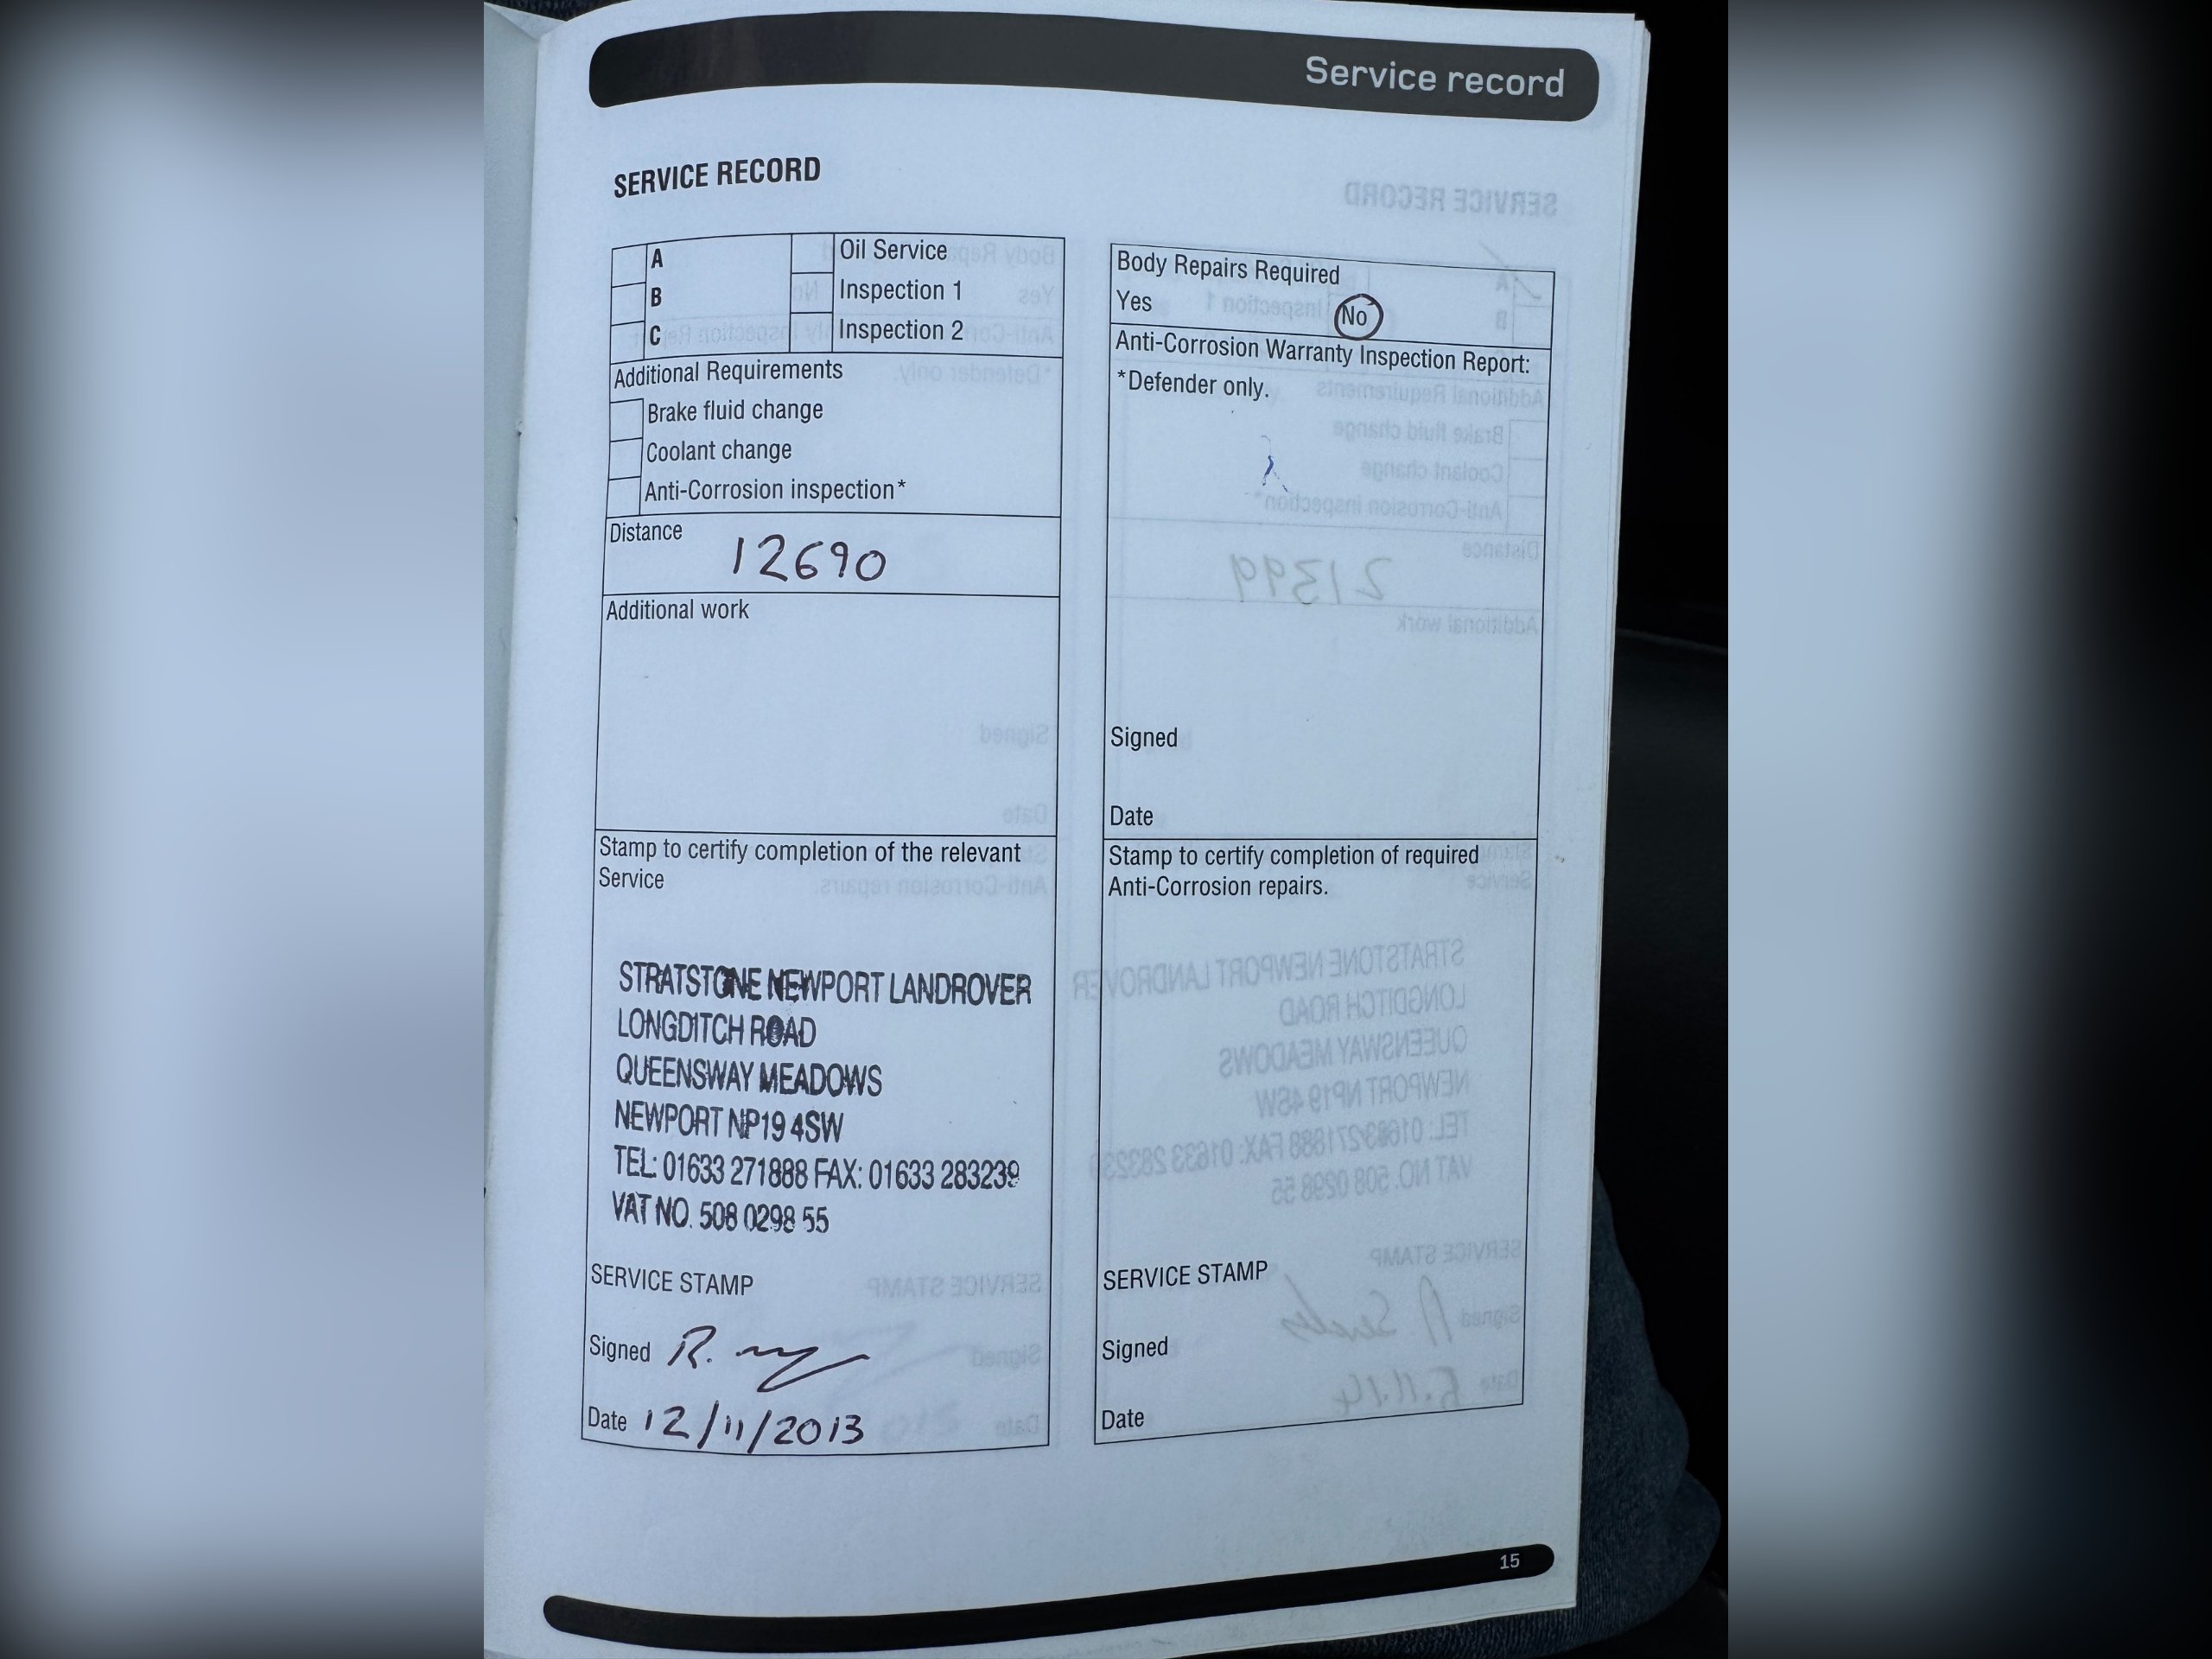 Service record
SERVICE RECORD
A
B
C
Oil Service
Inspection 1
Inspection 2
Additional Requirements
Brake fluid change
Coolant change
Anti-Corrosion inspection*
Distance
12690
Additional work
Stamp to certify completion of the relevant
Service
STRATSTONE NEWPORT LANDROVER
LONGDITCH ROAD
QUEENSWAY MEADOWS
NEWPORT NP19 4SW
TEL: 01633 271888 FAX: 01633 283239
VAT NO. 508 0298 55
SERVICE STAMP
Signed R.
Date 12/11/2013
Body Repairs Required
Yes No
Anti-Corrosion Warranty Inspection Report:
*Defender only.
Signed
Date
Stamp to certify completion of required
Anti-Corrosion repairs.
SERVICE STAMP
Signed
Date
15